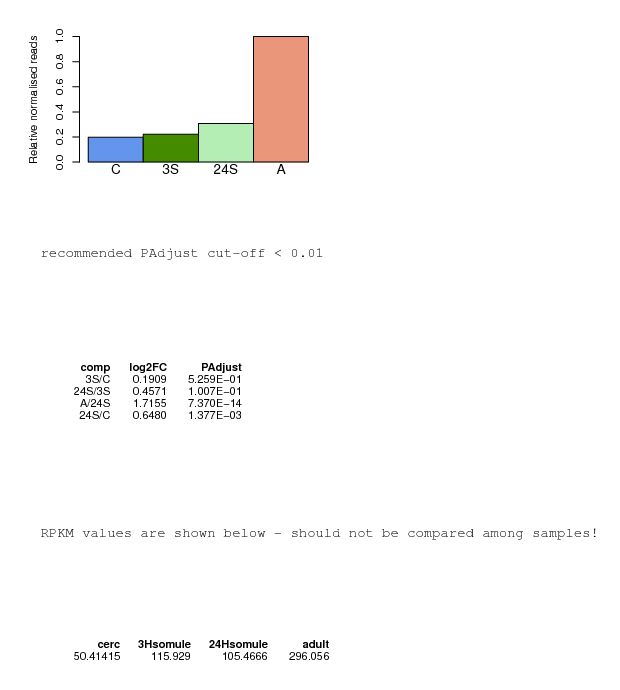 Relative normalised reads
1.0
0.8
0.6
0.4
0.2
0.0
C 3S 24S A
recommended PAdjust cut-off < 0.01
comp log2FC PAdjust
3S/C 0.1909 5.259E-01
24S/3S 0.4571 1.007E-01
A/24S 1.7155 7.370E-14
24S/C 0.6480 1.377E-03
RPKM values are shown below - should not be compared among samples!
cerc 3Hsomule 24Hsomule adult
50.41415 115.929 105.4666 296.056